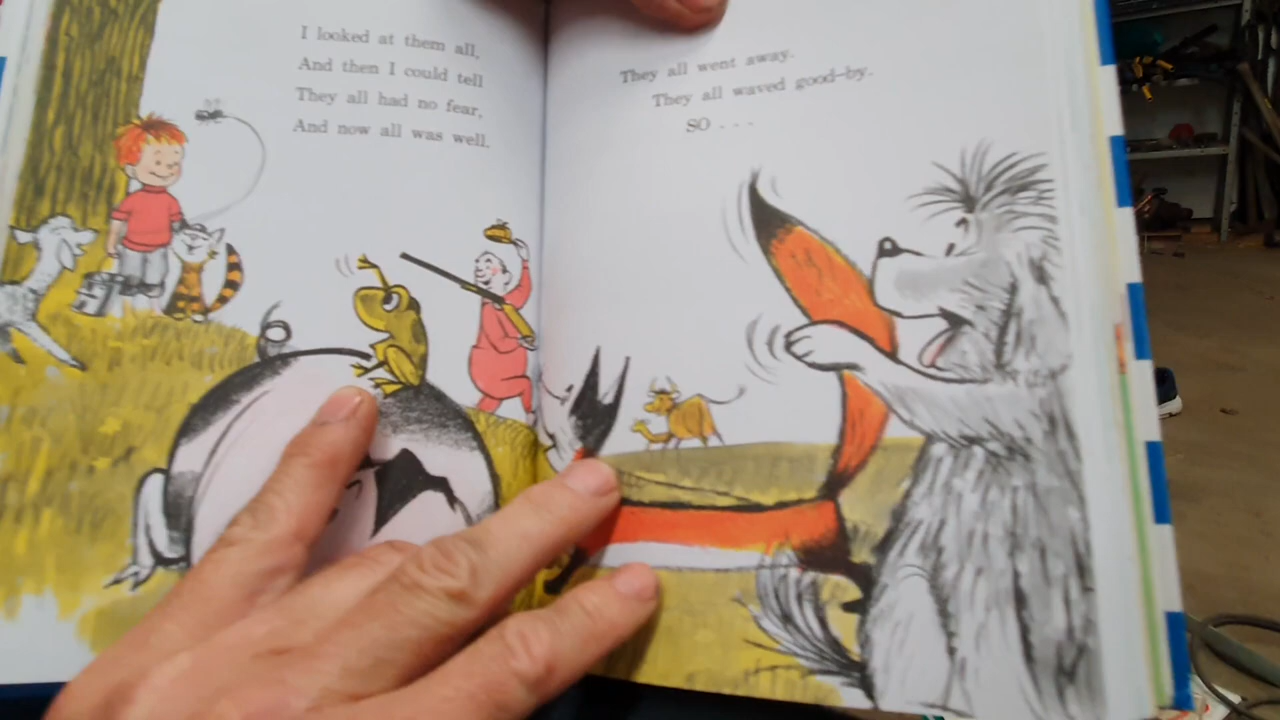 I looked at them all,
And then I could tell
They all had no fear,
And now all was well.
They all went away.
They all waved good-by.
SO . . .